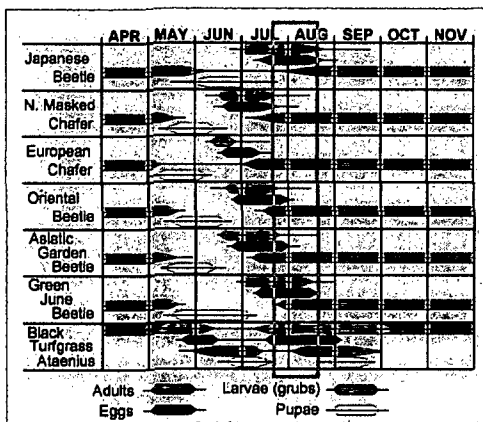 APR MAY JUN JUL AUG SEP OCT NOV
Japanese
Beetle
N. Masked
Chafer
European
Chafer
Oriental
Beetle
Asiatic
Garden
Beetle
Green
June
Beetle
Black
Turfgrass
Ataenius
Adults Larvae (grubs)
Eggs Pupae